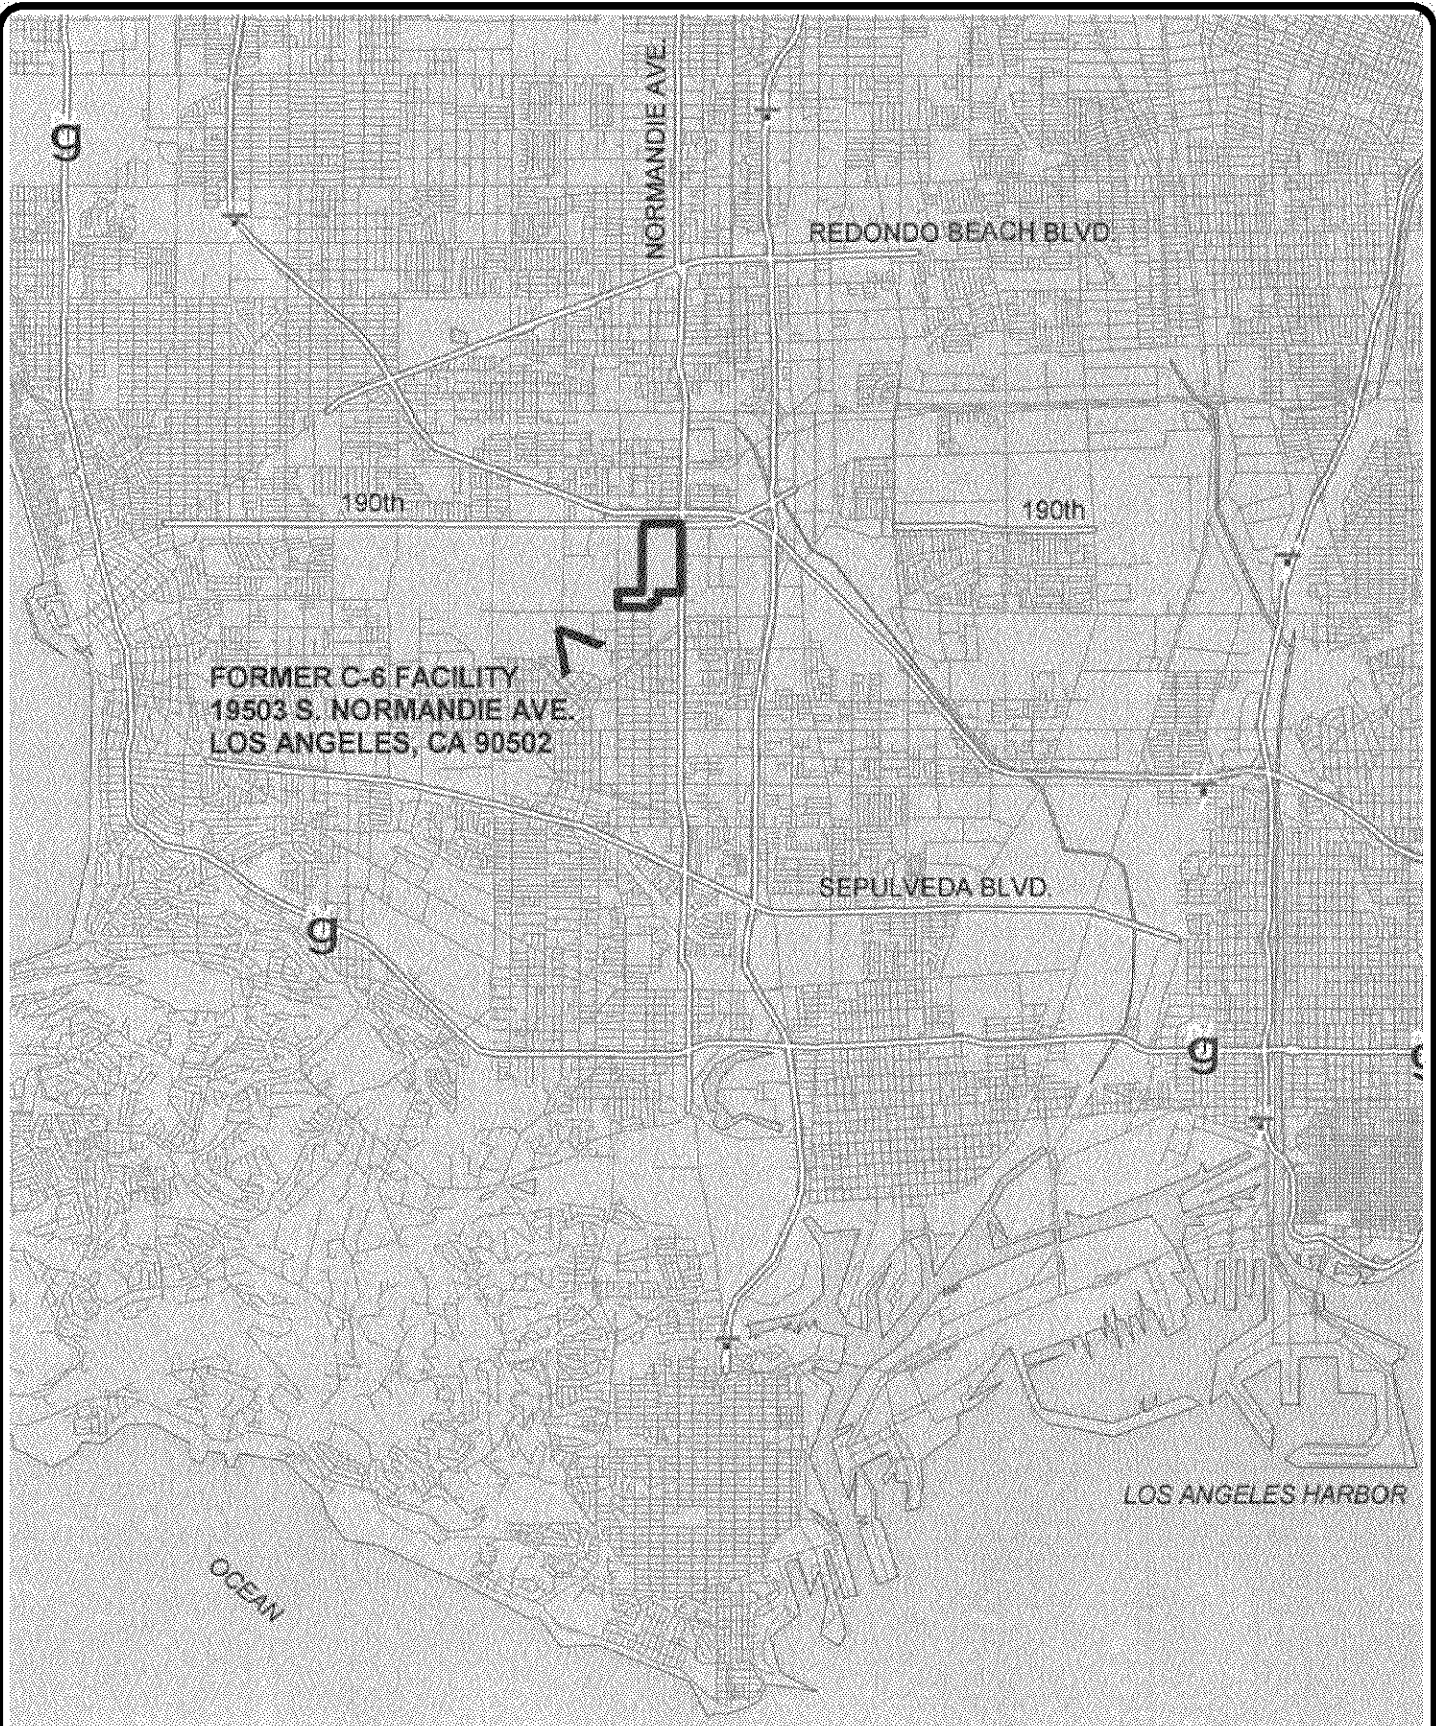 NORMANDIE AVE.
g
REDONDO BEACH BLVD
190th
190th
FORMER C-6 FACILITY
19503 S. NORMANDIE AVE.
LOS ANGELES, CA 90502
SEPULVEDA BLVD.
g
g
g
LOS ANGELES HARBOR
OCEAN